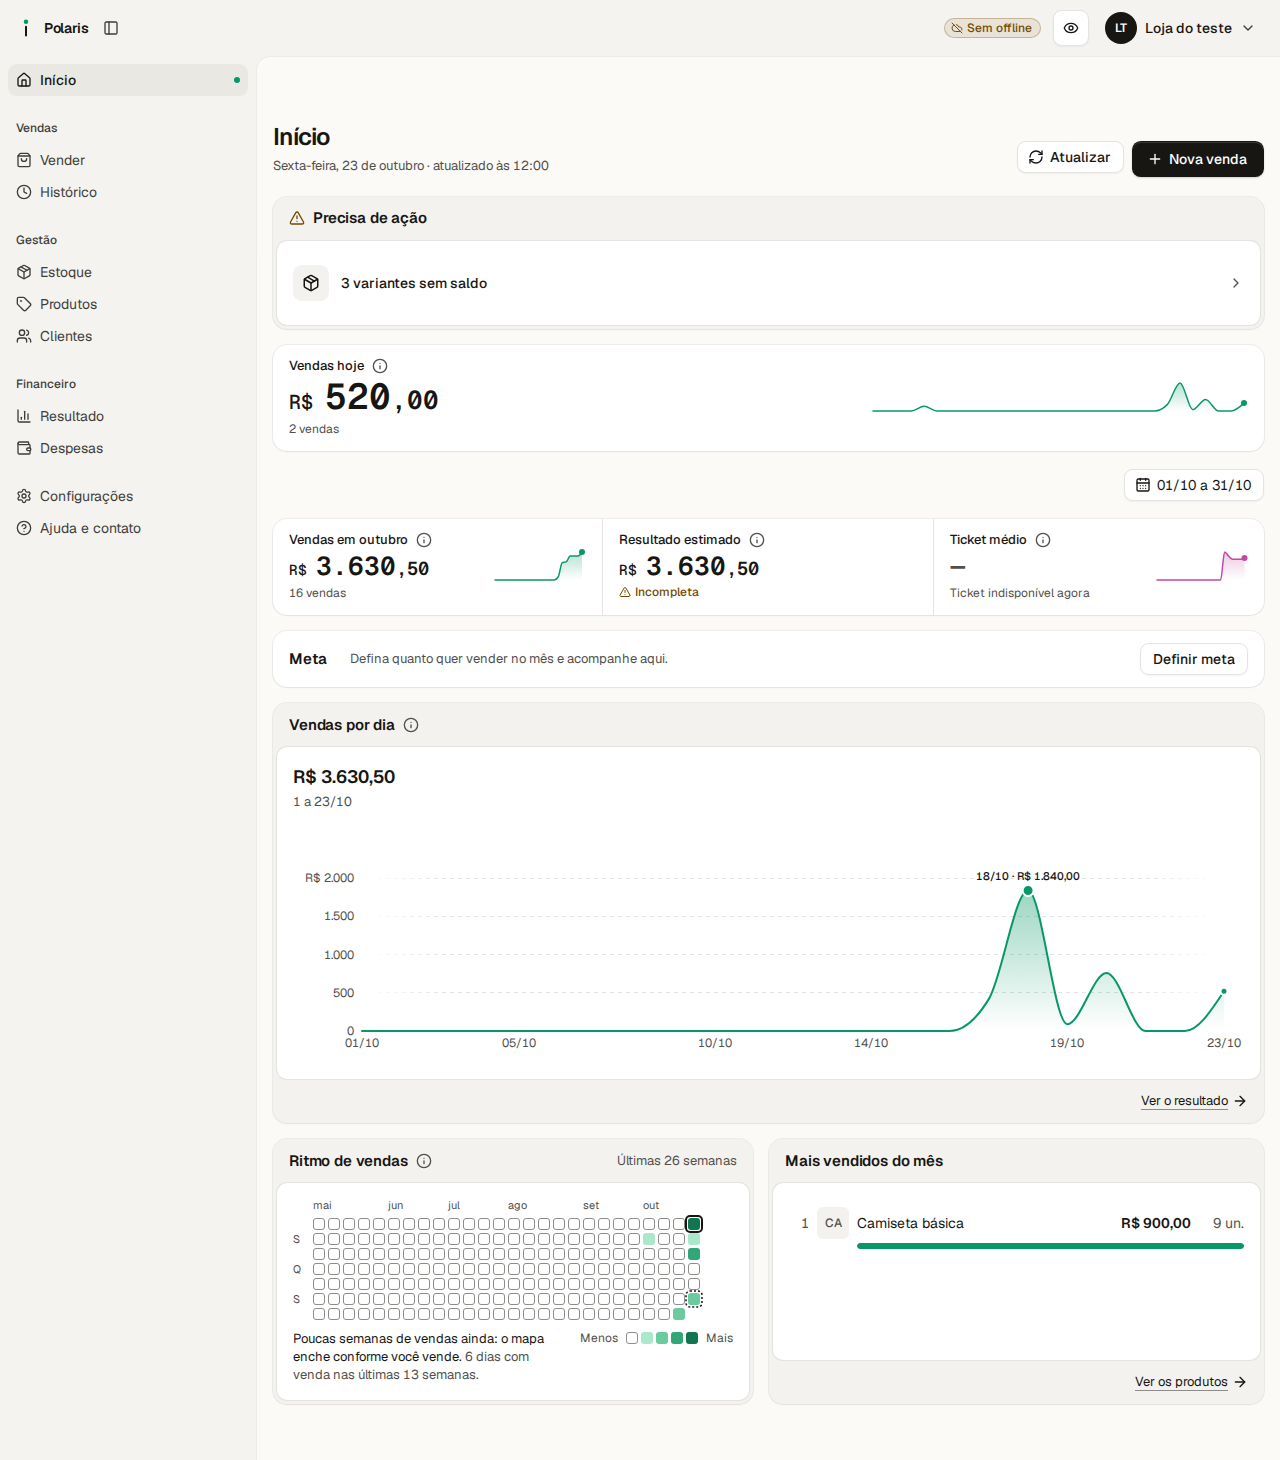 Polaris
Sem offline
LT
Loja do teste
Início
Vendas
Vender
Histórico
Gestão
Estoque
Produtos
Clientes
Financeiro
Resultado
Despesas
Configurações
Ajuda e contato
Início
Sexta-feira, 23 de outubro · atualizado às 12:00
Atualizar
Nova venda
Precisa de ação
3 variantes sem saldo
Vendas hoje
R$ 520,00
2 vendas
01/10 a 31/10
Vendas em outubro
R$ 3.630,50
16 vendas
Resultado estimado
R$ 3.630,50
Incompleta
Ticket médio
—
Ticket indisponível agora
Meta
Defina quanto quer vender no mês e acompanhe aqui.
Definir meta
Vendas por dia
R$ 3.630,50
1 a 23/10
R$ 2.000
1.500
1.000
500
0
18/10 · R$ 1.840,00
01/10
05/10
10/10
14/10
19/10
23/10
Ver o resultado
Ritmo de vendas
Últimas 26 semanas
mai
jun
jul
ago
set
out
S
Q
S
Poucas semanas de vendas ainda: o mapa
enche conforme você vende. 6 dias com
venda nas últimas 13 semanas.
Menos
Mais
Mais vendidos do mês
1
CA
Camiseta básica
R$ 900,00
9 un.
Ver os produtos